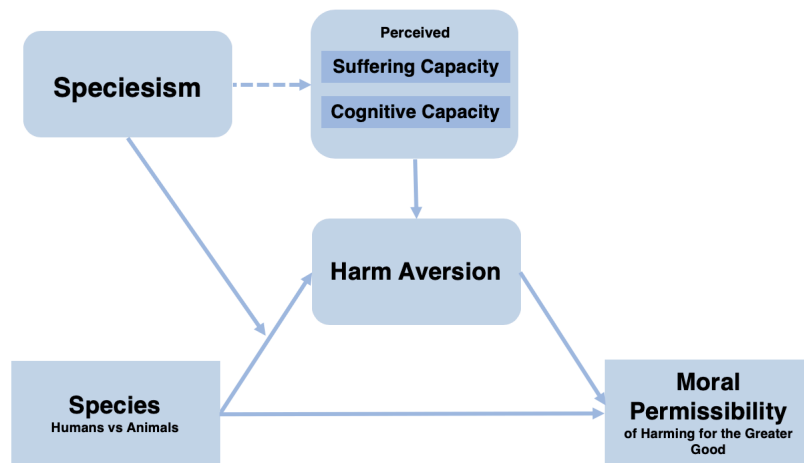 Perceived
Speciesism
Suffering Capacity
Cognitive Capacity
Harm Aversion
Species
Humans vs Animals
Moral
Permissibility
of Harming for the Greater
Good